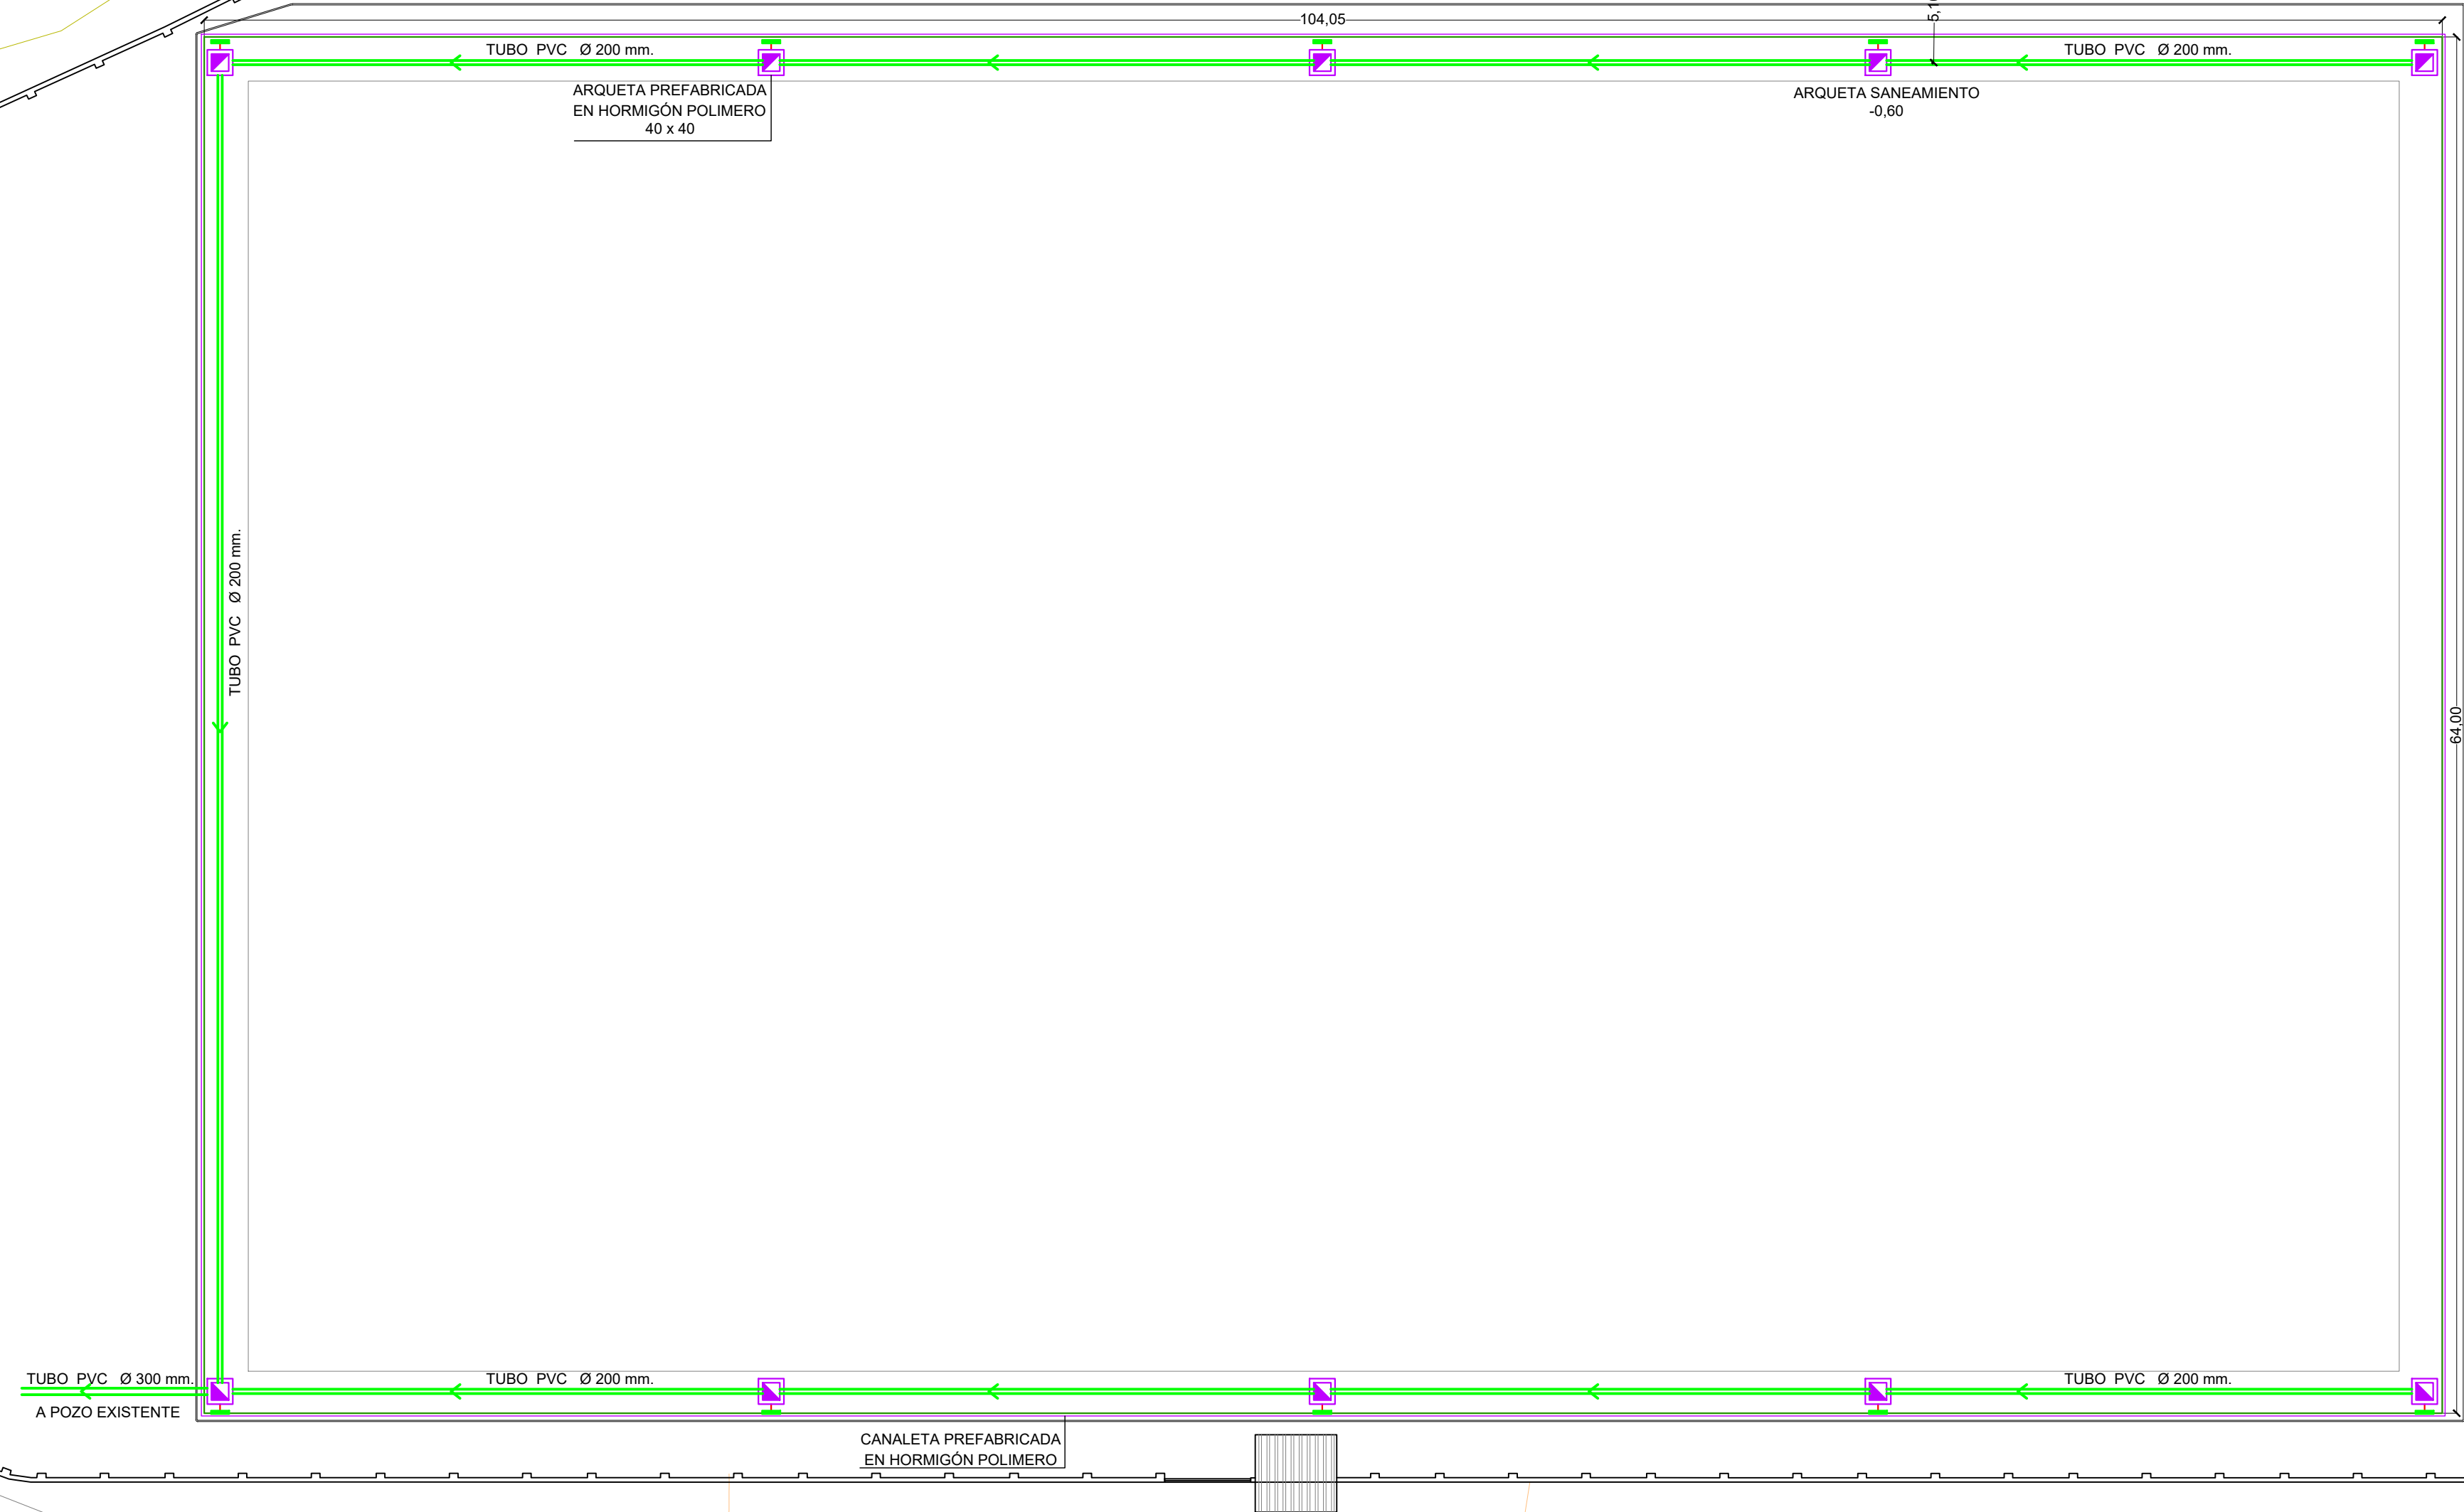 104,05
TUBO PVC Ø 200 mm.
TUBO PVC Ø 200 mm.
ARQUETA PREFABRICADA
EN HORMIGÓN POLIMERO
40 x 40
ARQUETA SANEAMIENTO
-0,60
TUBO PVC Ø 200 mm.
64,00
TUBO PVC Ø 300 mm.
A POZO EXISTENTE
TUBO PVC Ø 200 mm.
TUBO PVC Ø 200 mm.
CANALETA PREFABRICADA
EN HORMIGÓN POLIMERO